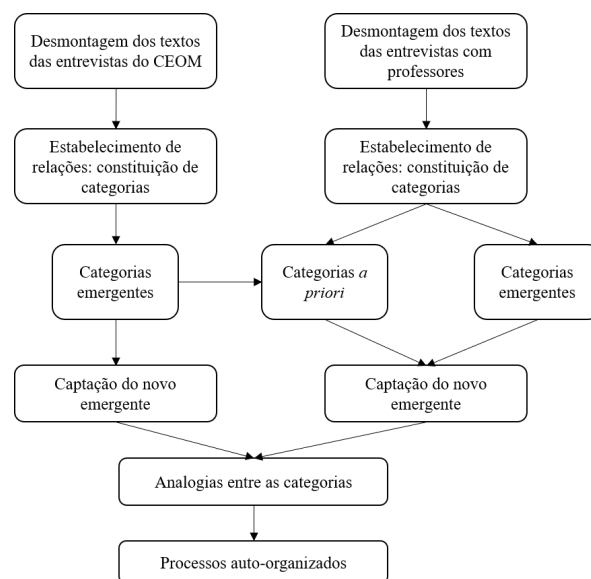 Desmontagem dos textos
das entrevistas do CEOM
Desmontagem dos textos
das entrevistas com
professores
Estabelecimento de
relações: constituição de
categorias
Estabelecimento de
relações: constituição de
categorias
Categorias
emergentes
Categorias a
priori
Categorias
emergentes
Captação do novo
emergente
Captação do novo
emergente
Analogias entre as categorias
Processos auto-organizados